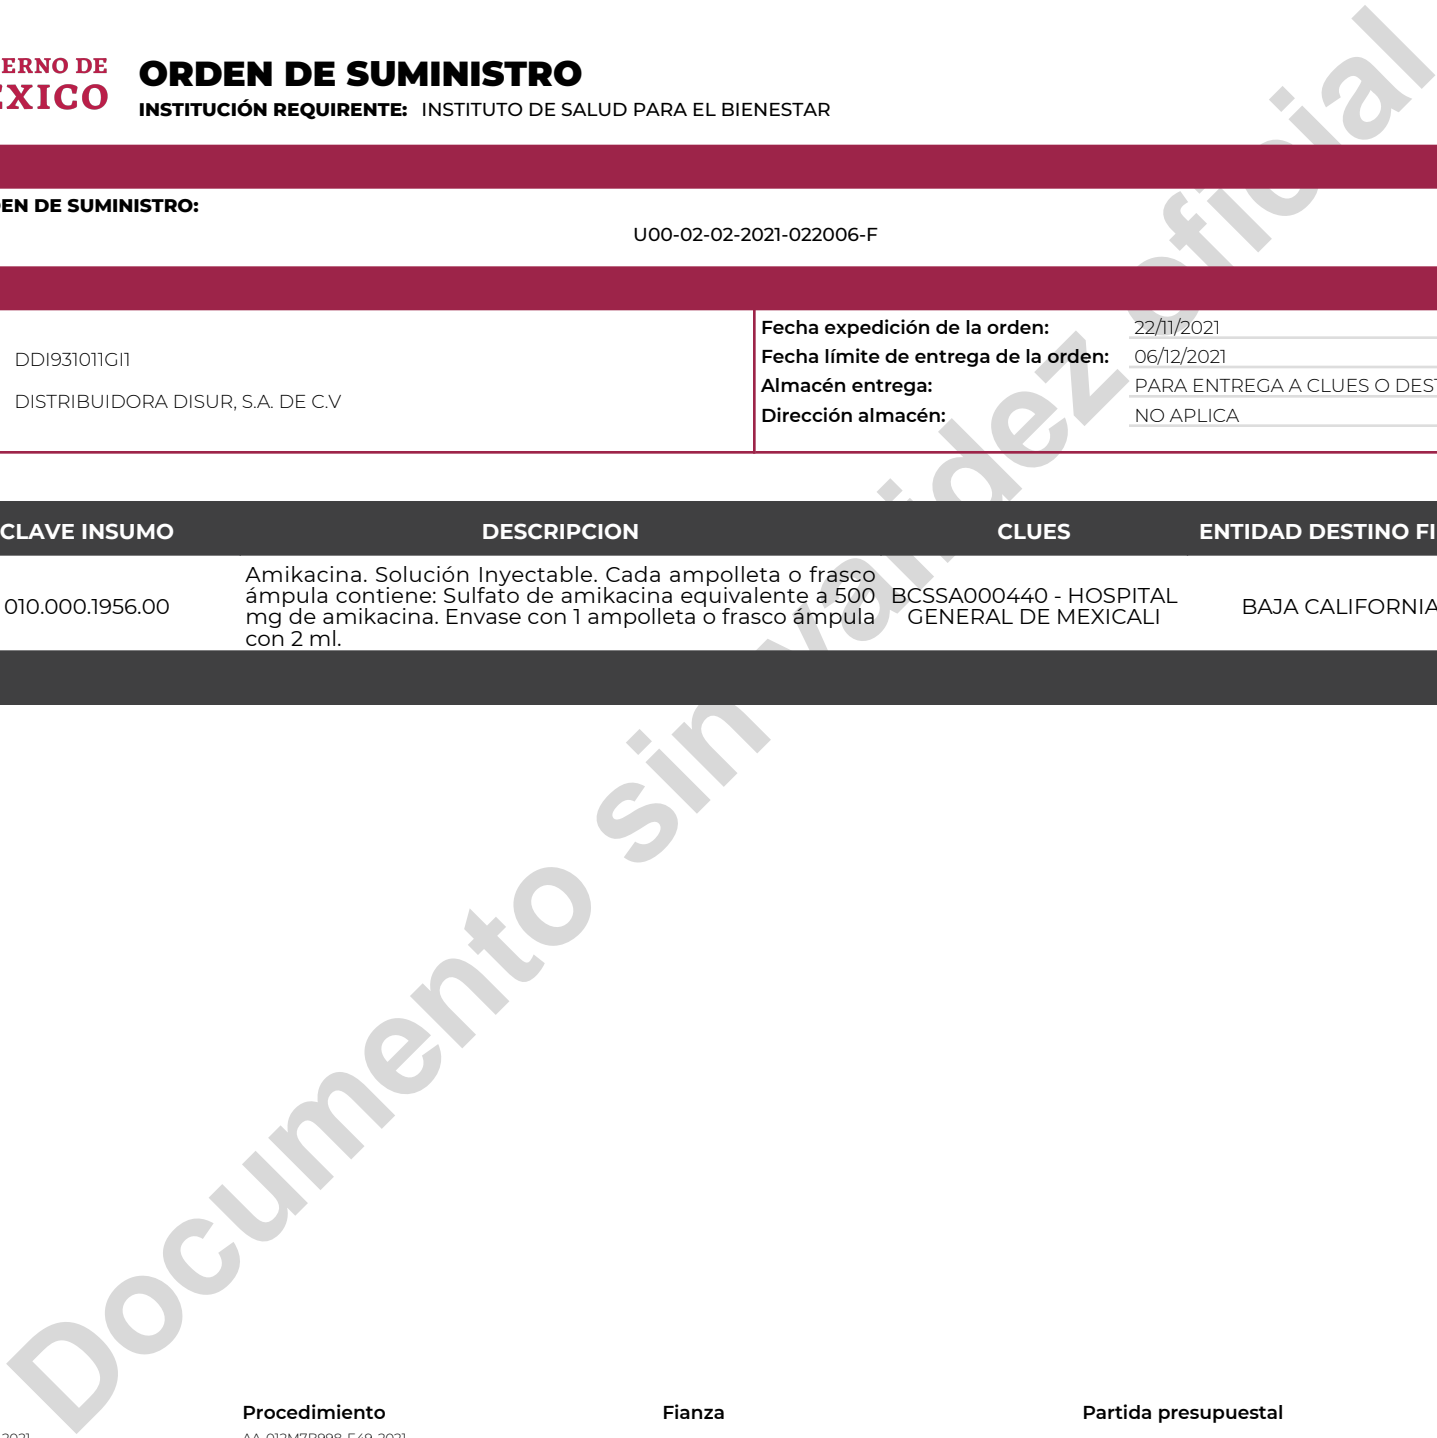 ERNO DE
EXICO
ORDEN DE SUMINISTRO
INSTITUCIÓN REQUIRENTE: INSTITUTO DE SALUD PARA EL BIENESTAR
EN DE SUMINISTRO:
U00-02-02-2021-022006-F
DDI931011GI1
DISTRIBUIDORA DISUR, S.A. DE C.V
Fecha expedición de la orden: 22/11/2021
Fecha límite de entrega de la orden: 06/12/2021
Almacén entrega: PARA ENTREGA A CLUES O DEST
Dirección almacén: NO APLICA
CLAVE INSUMO DESCRIPCION CLUES ENTIDAD DESTINO FI
010.000.1956.00
Amikacina. Solución Inyectable. Cada ampolleta o frasco
ámpula contiene: Sulfato de amikacina equivalente a 500
mg de amikacina. Envase con 1 ampolleta o frasco ámpula
con 2 ml.
BCSSA000440 - HOSPITAL
GENERAL DE MEXICALI
BAJA CALIFORNIA
Documento sin validez oficial
Procedimiento Fianza Partida presupuestal